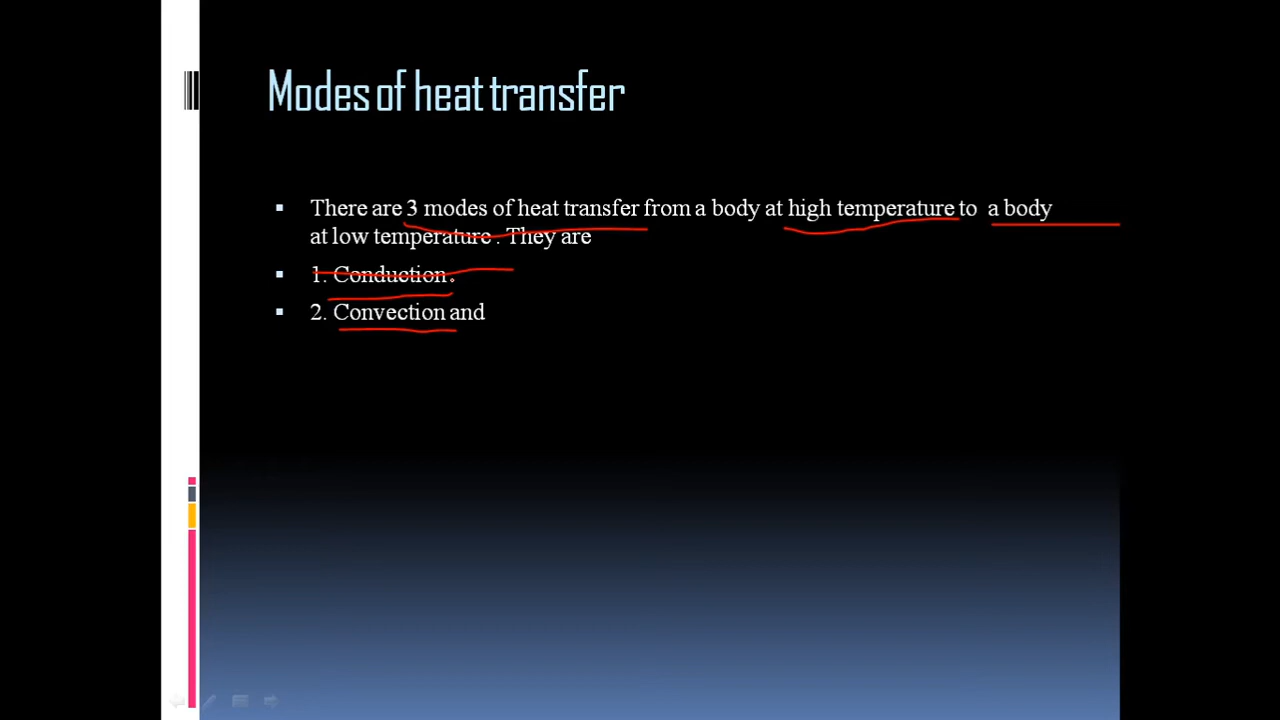 Modes of heat transfer
There are 3 modes of heat transfer from a body at high temperature to a body
at low temperature . They are
1. Conduction .
2. Convection and